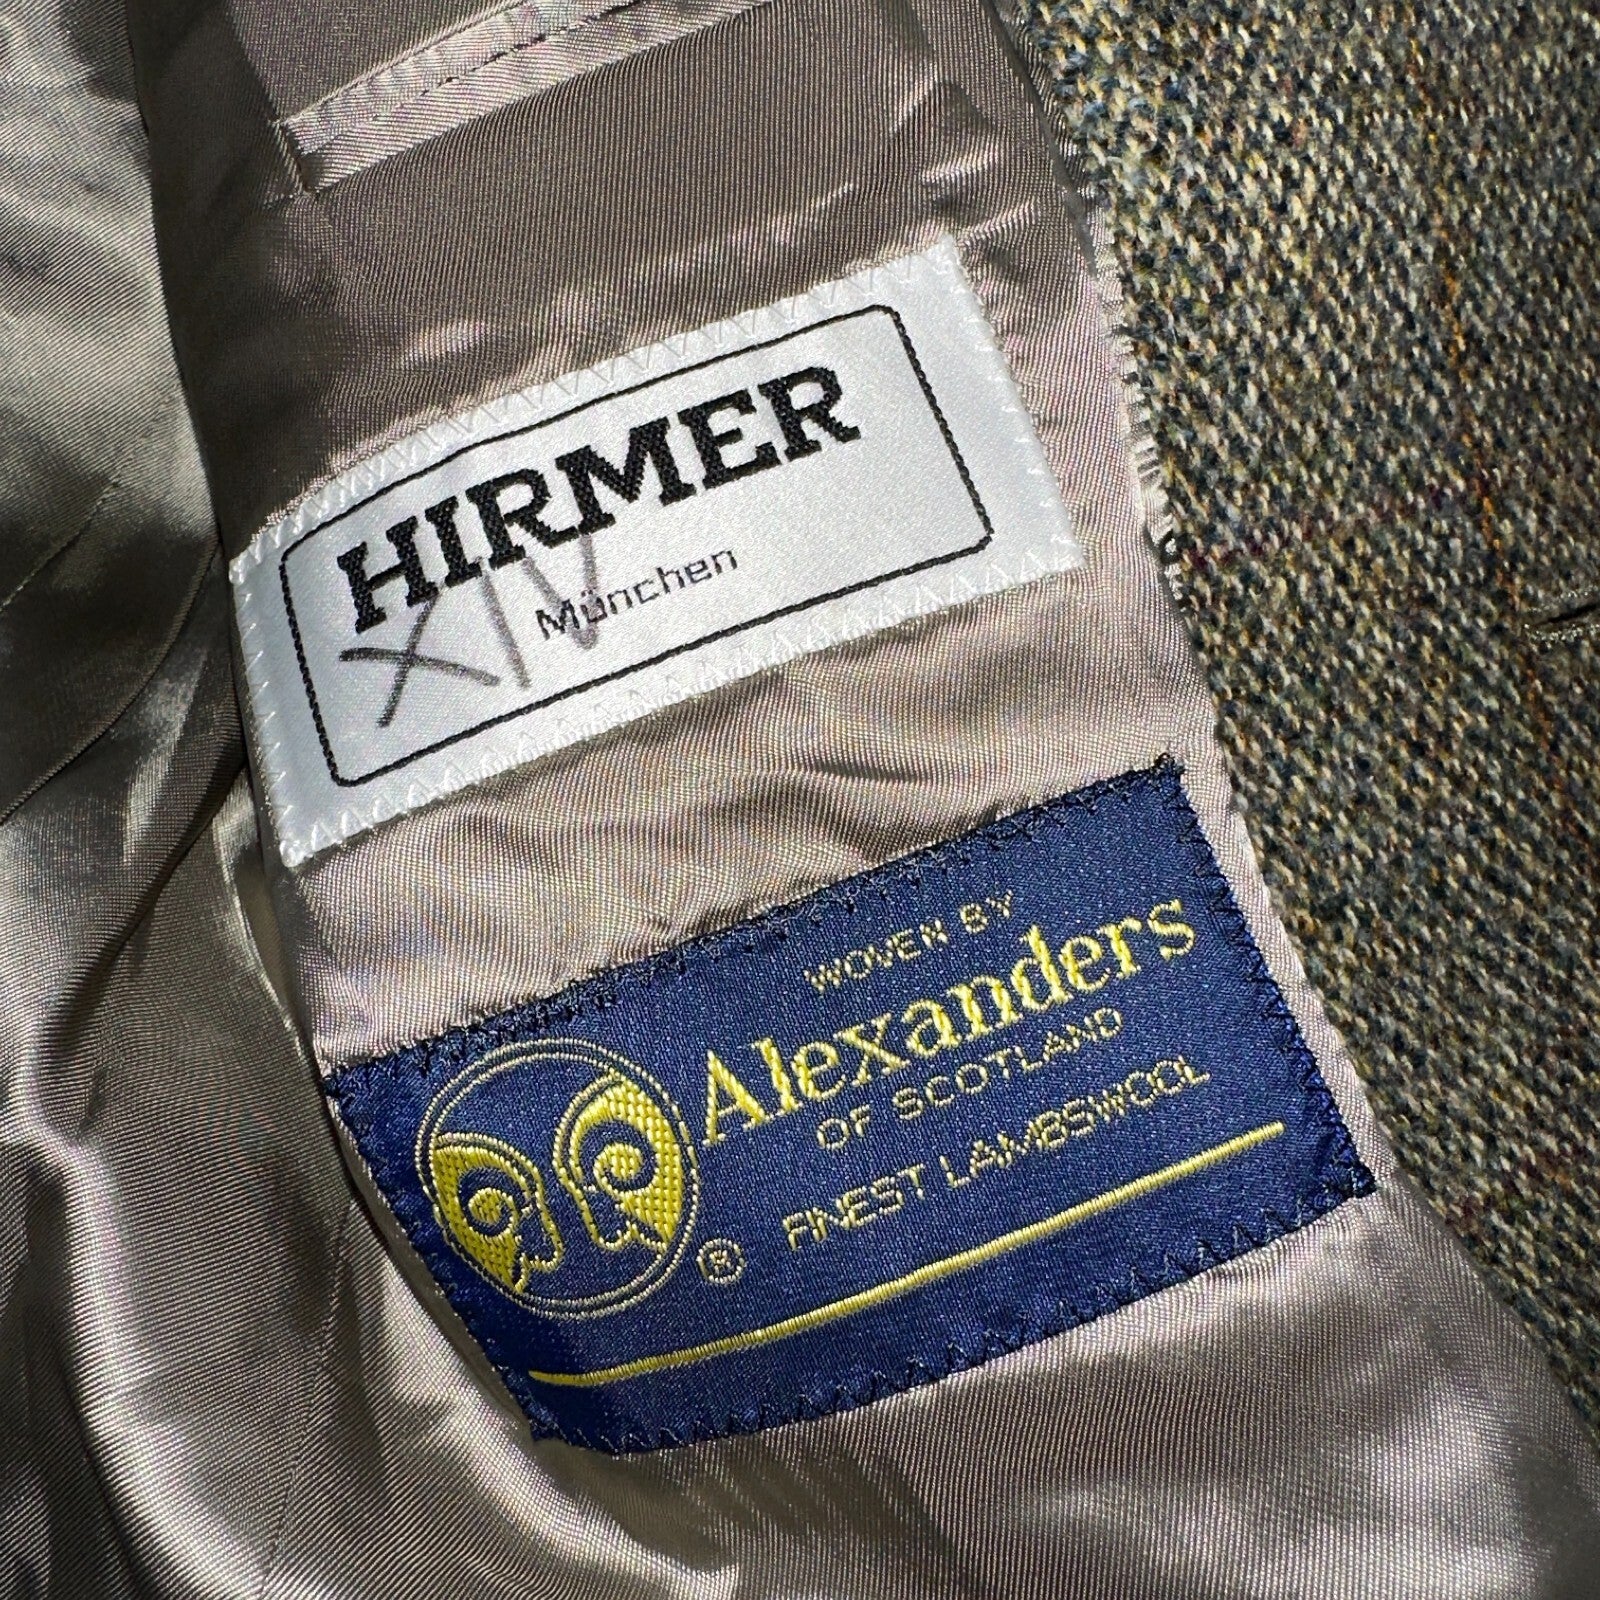 HIRMER
München
XIV
WOVEN BY
Alexanders
OF SCOTLAND
FINEST LAMBSWOOL
®